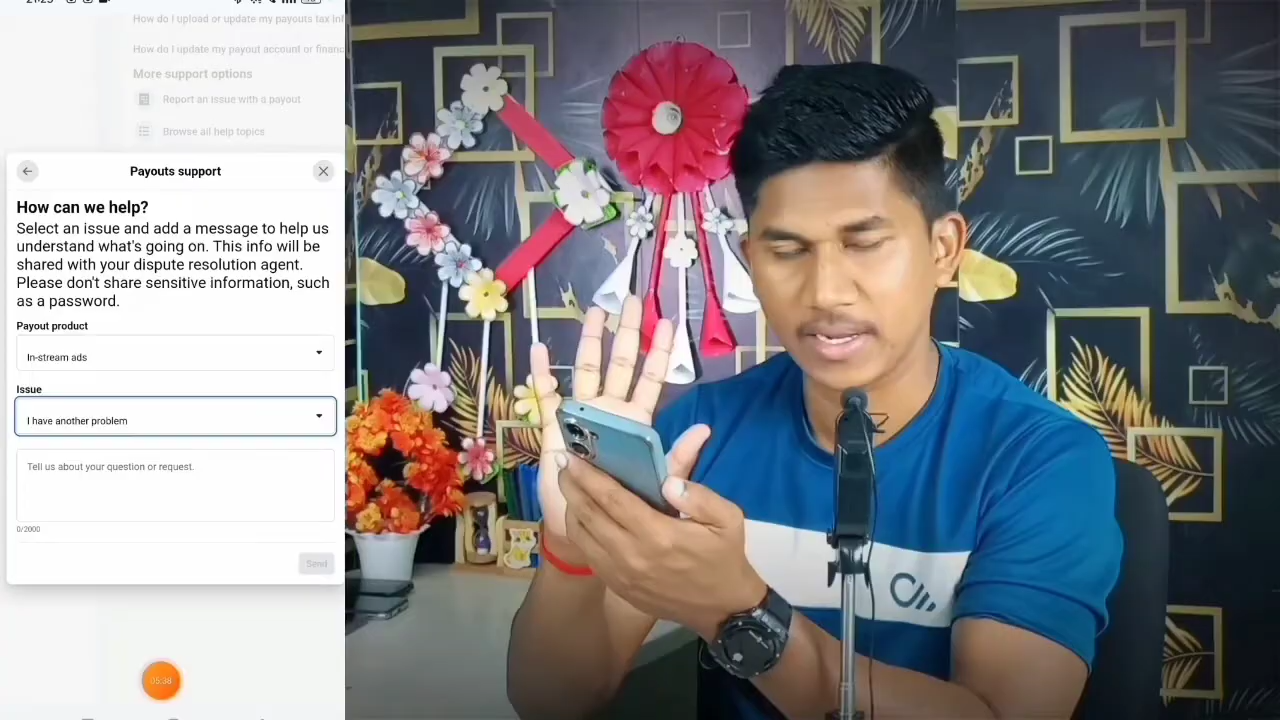 21:25
How do I upload or update my payouts tax inf
How do I update my payout account or financ
More support options
Report an issue with a payout
Browse all help topics
Payouts support
How can we help?
Select an issue and add a message to help us
understand what's going on. This info will be
shared with your dispute resolution agent.
Please don't share sensitive information, such
as a password.
Payout product
In-stream ads
Issue
I have another problem
Tell us about your question or request.
0/2000
Send
05:38